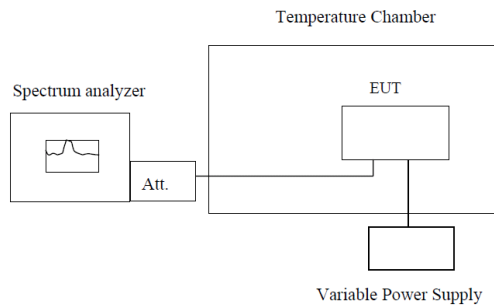 Temperature Chamber
Spectrum analyzer
EUT
Att.
Variable Power Supply